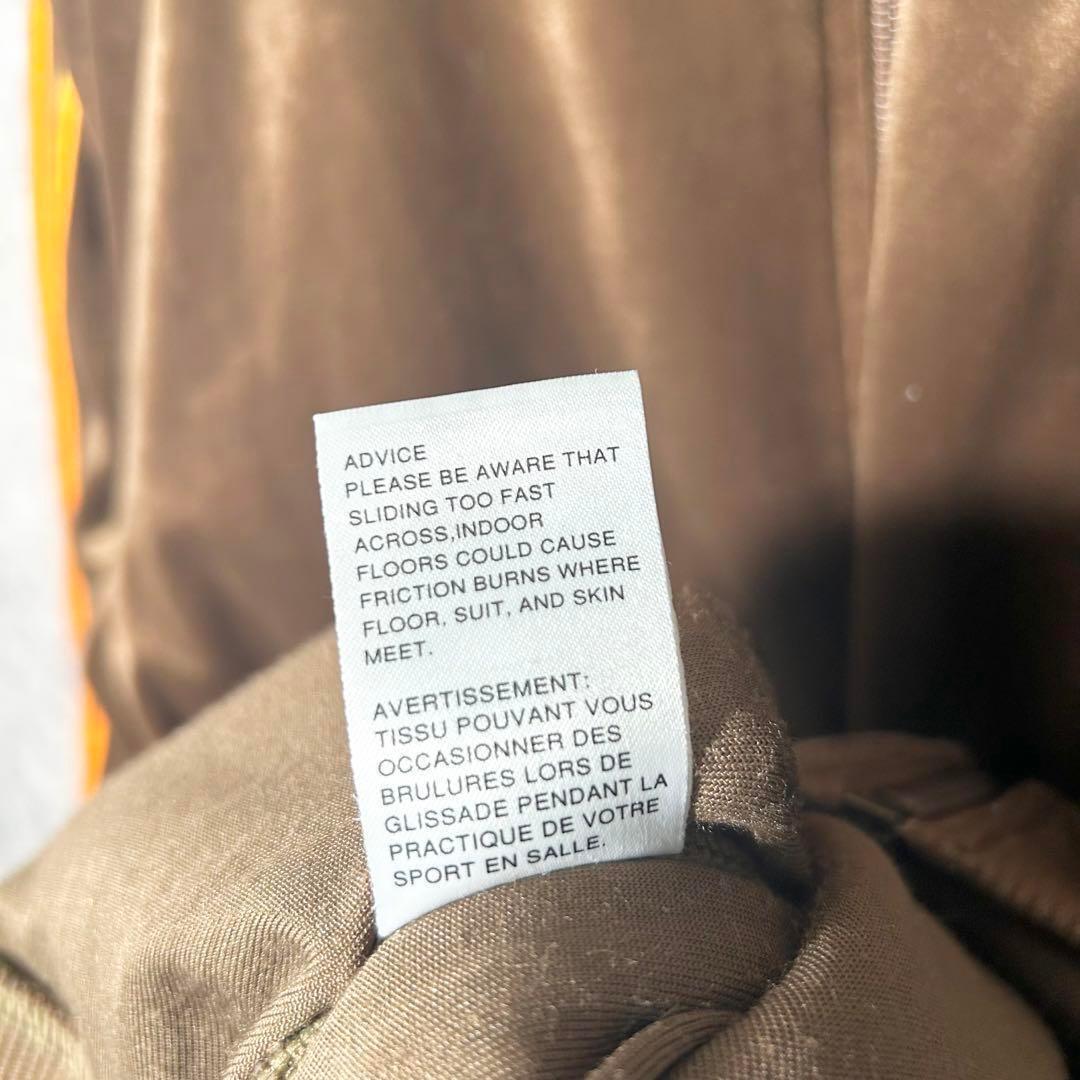 ADVICE
PLEASE BE AWARE THAT
SLIDING TOO FAST
ACROSS,INDOOR
FLOORS COULD CAUSE
FRICTION BURNS WHERE
FLOOR, SUIT, AND SKIN
MEET.
AVERTISSEMENT:
TISSU POUVANT VOUS
OCCASIONNER DES
BRULURES LORS DE
GLISSADE PENDANT LA
PRACTIQUE DE VOTRE
SPORT EN SALLE.